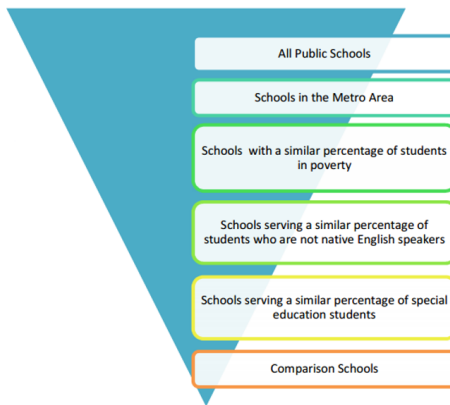 All Public Schools
Schools in the Metro Area
Schools with a similar percentage of students
in poverty
Schools serving a similar percentage of
students who are not native English speakers
Schools serving a similar percentage of special
education students
Comparison Schools